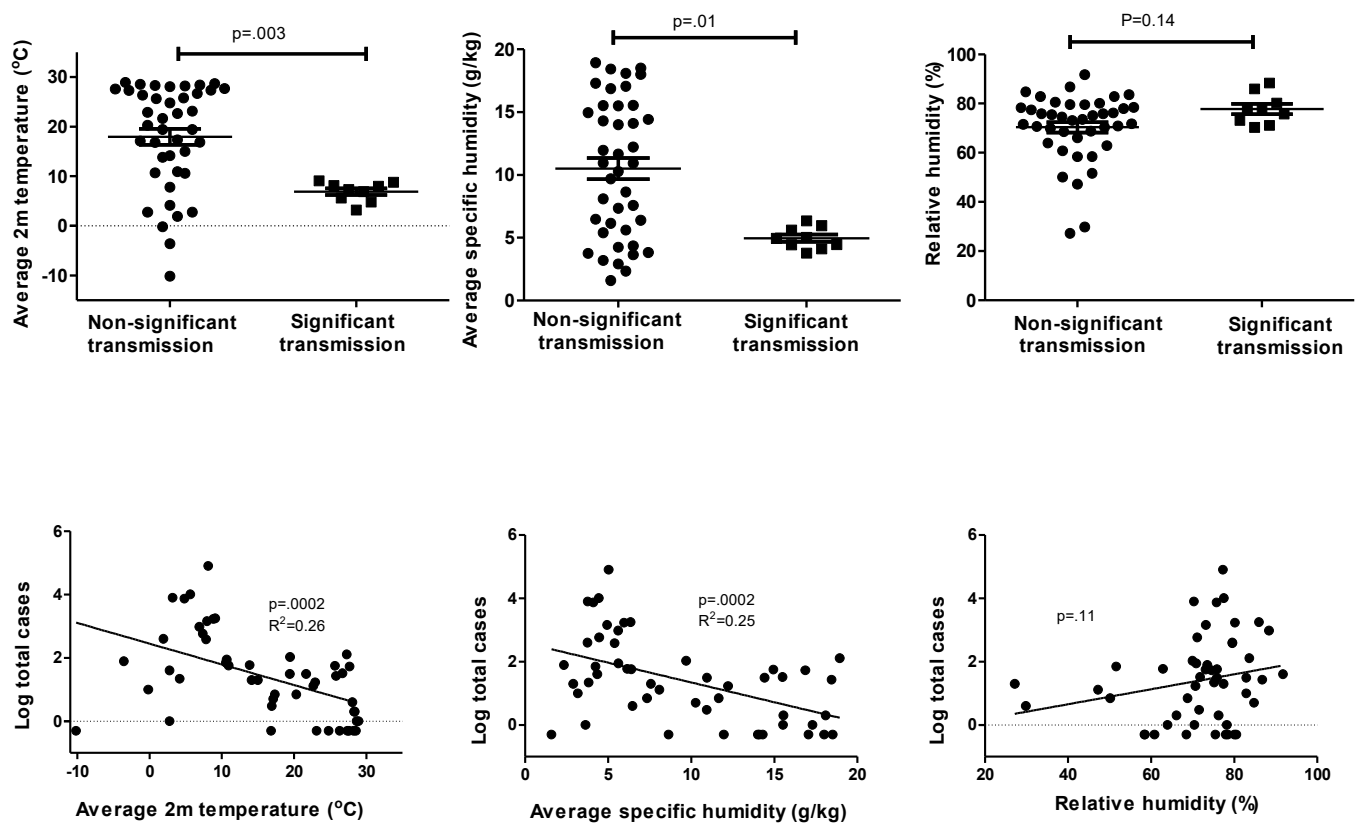 p=.003
Average 2m temperature (°C)
30
20
10
0
-10
Non-significant
transmission
Significant
transmission
p=.01
Average specific humidity (g/kg)
20
15
10
5
0
Non-significant
transmission
Significant
transmission
P=0.14
Relative humidity (%)
100
80
60
40
20
0
Non-significant
transmission
Significant
transmission
Log total cases
6
4
2
0
p=.0002
R²=0.26
-10 0 10 20 30
Average 2m temperature (°C)
Log total cases
6
4
2
0
p=.0002
R²=0.25
0 5 10 15 20
Average specific humidity (g/kg)
Log total cases
6
4
2
0
p=.11
20 40 60 80 100
Relative humidity (%)